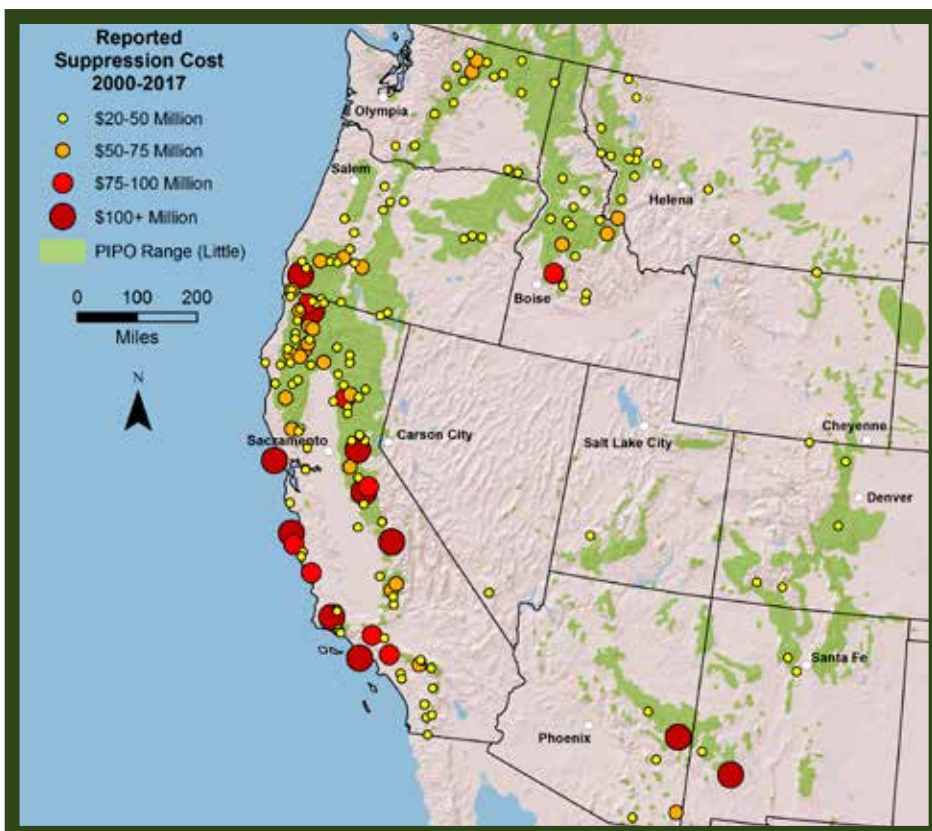 Reported
Suppression Cost
2000-2017
$20-50 Million
$50-75 Million
$75-100 Million
$100+ Million
PIPO Range (Little)
0 100 200
Miles
N
Olympia
Salem
Helena
Boise
Sacramento
Carson City
Salt Lake City
Cheyenne
Denver
Santa Fe
Phoenix